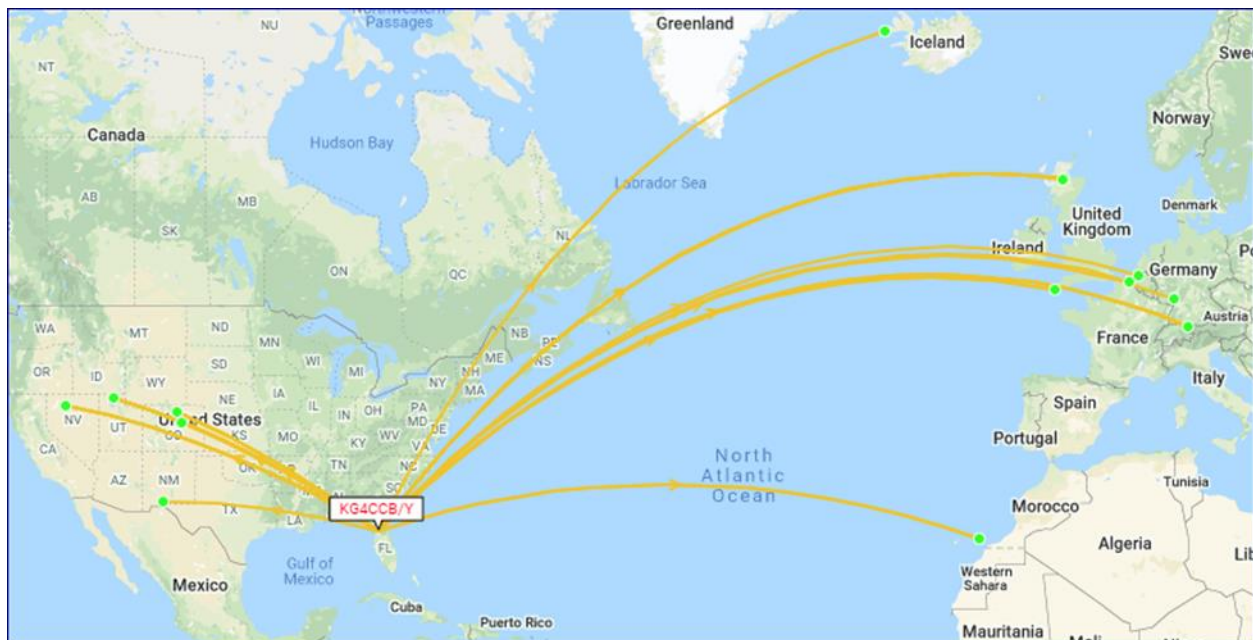 Northwestern
Passages
Greenland
Iceland
Swe
NU
NT
Norway
Canada
Hudson Bay
Labrador Sea
Denmark
AB
MB
SK
United
Kingdom
NL
Ireland
ON
QC
Germany
Po
WA
MT
ND
NB
PE
Austria
MN
NS
France
OR
ID
SD
WI
ME
NH
WY
MI
NY
MA
Italy
NV
NE
IA
IL
IN
OH
PA
MD
DE
UT
United States
CO
KS
MO
WV
VA
Spain
CA
KY
Portugal
TN
NC
AZ
NM
OK
SC
North
Atlantic
Ocean
Tunisia
KG4CCB/Y
TX
LA
Morocco
FL
Algeria
Lib
Gulf of
Mexico
Western
Sahara
Mexico
Cuba
Puerto Rico
Mauritania
Mali